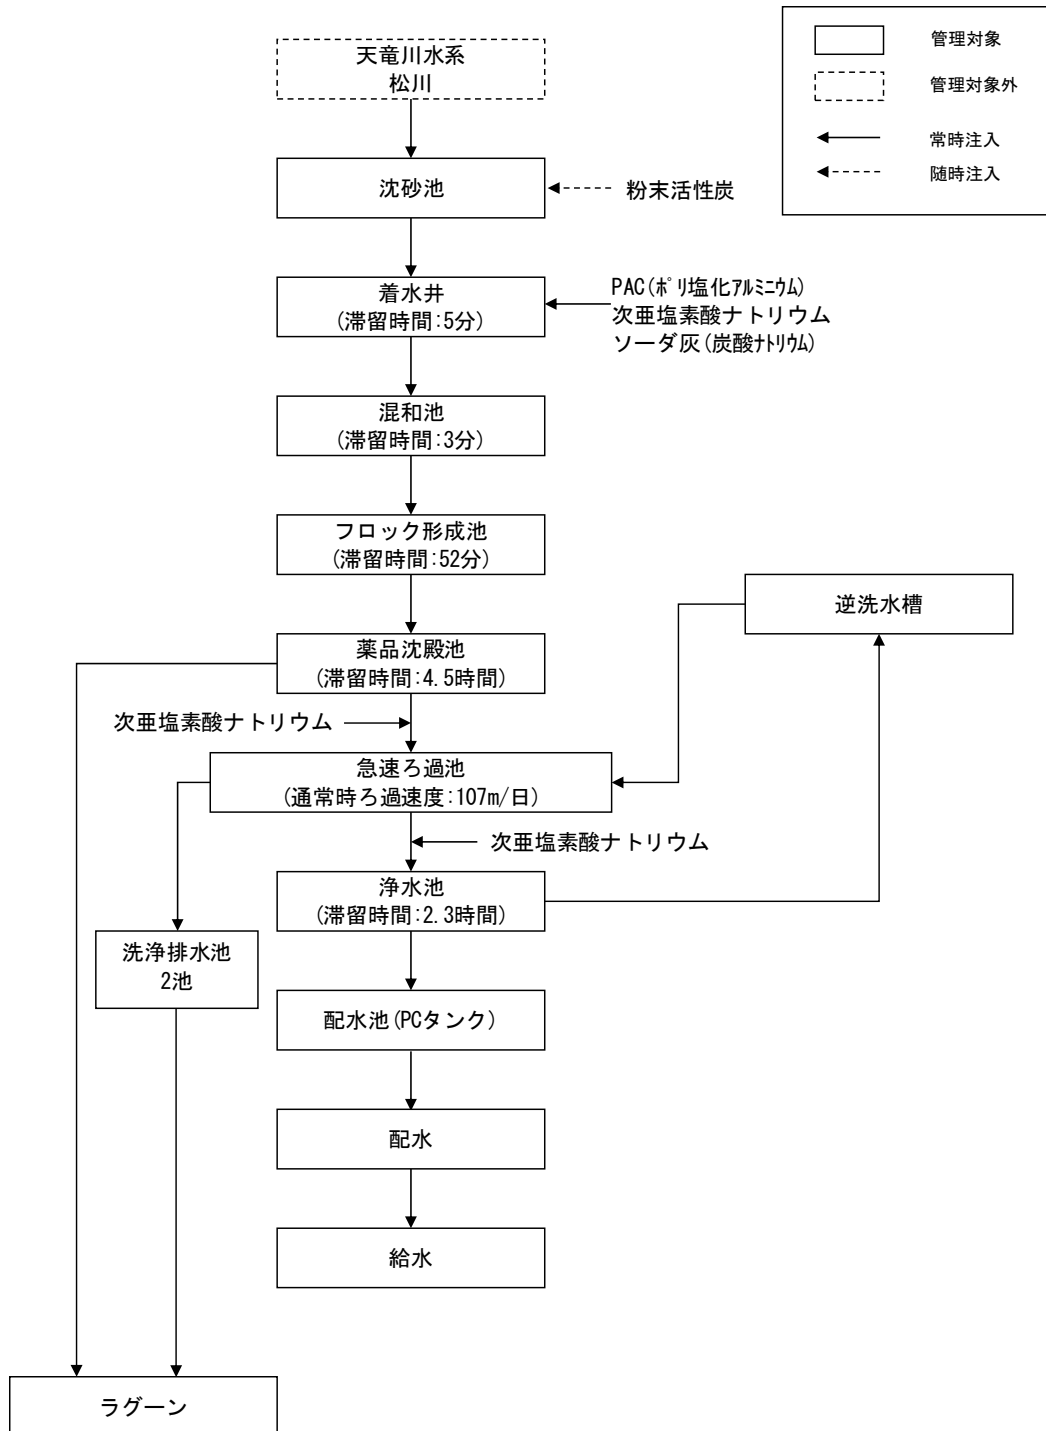 管理対象
管理対象外
常時注入
随時注入
天竜川水系
松川
沈砂池
粉末活性炭
着水井
(滞留時間:5分)
PAC(ﾎﾟﾘ塩化ｱﾙﾐﾆｳﾑ)
次亜塩素酸ナトリウム
ソーダ灰(炭酸ﾅﾄﾘｳﾑ)
混和池
(滞留時間:3分)
フロック形成池
(滞留時間:52分)
逆洗水槽
薬品沈殿池
(滞留時間:4.5時間)
次亜塩素酸ナトリウム
急速ろ過池
(通常時ろ過速度:107m/日)
次亜塩素酸ナトリウム
浄水池
(滞留時間:2.3時間)
洗浄排水池
2池
配水池(PCタンク)
配水
給水
ラグーン